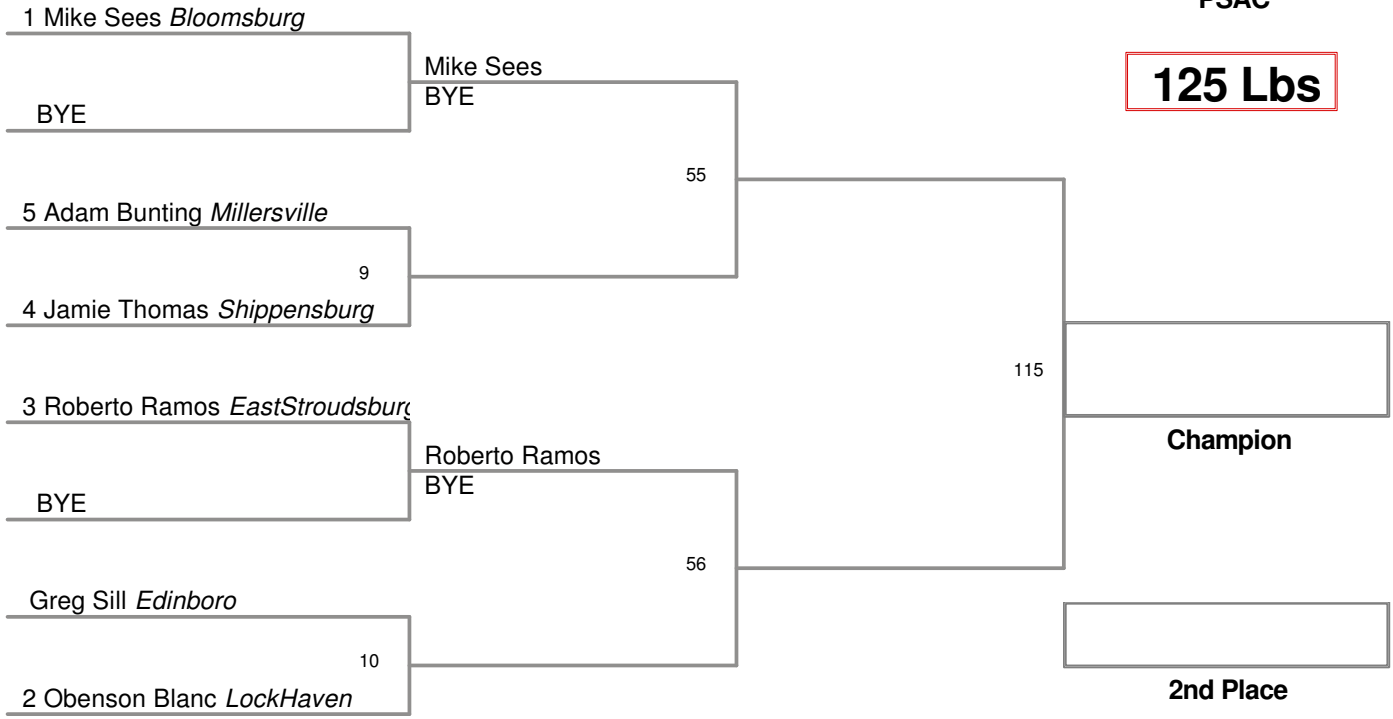 PSAC
125 Lbs
1 Mike Sees Bloomsburg
BYE
Mike Sees
BYE
55
5 Adam Bunting Millersville
9
4 Jamie Thomas Shippensburg
115
Champion
3 Roberto Ramos EastStroudsburg
BYE
Roberto Ramos
BYE
56
Greg Sill Edinboro
10
2 Obenson Blanc LockHaven
2nd Place